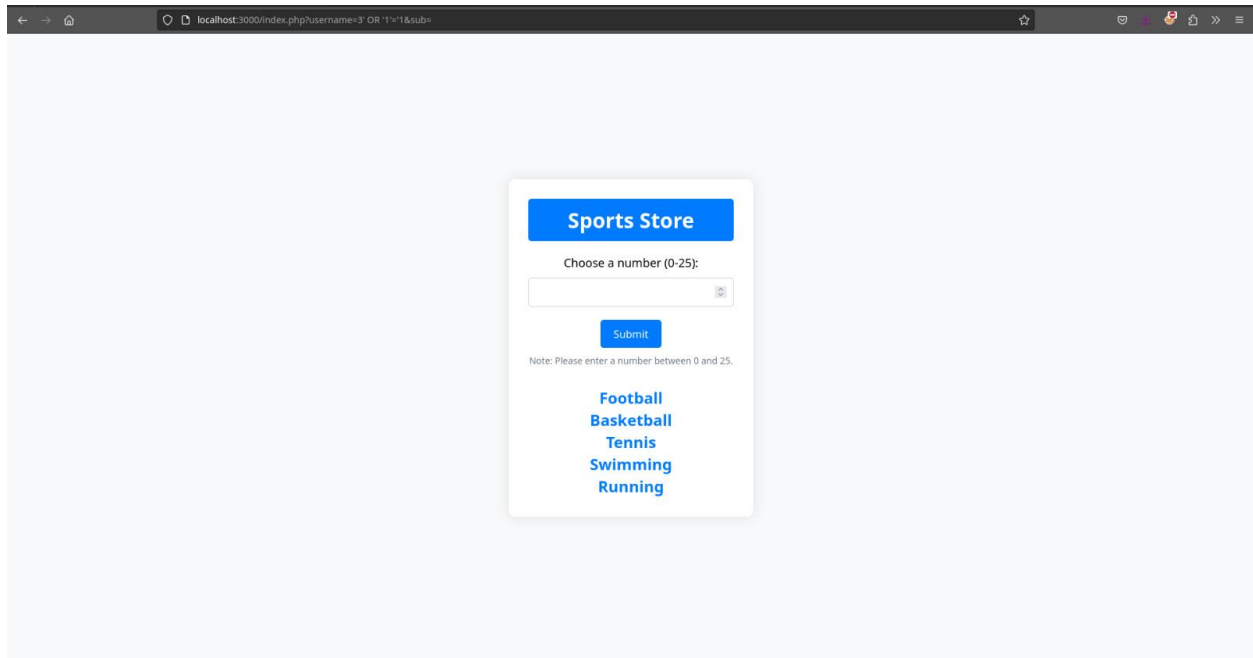 localhost:3000/index.php?username=3' OR '1'='1&sub=
Sports Store
Choose a number (0-25):
Submit
Note: Please enter a number between 0 and 25.
Football
Basketball
Tennis
Swimming
Running